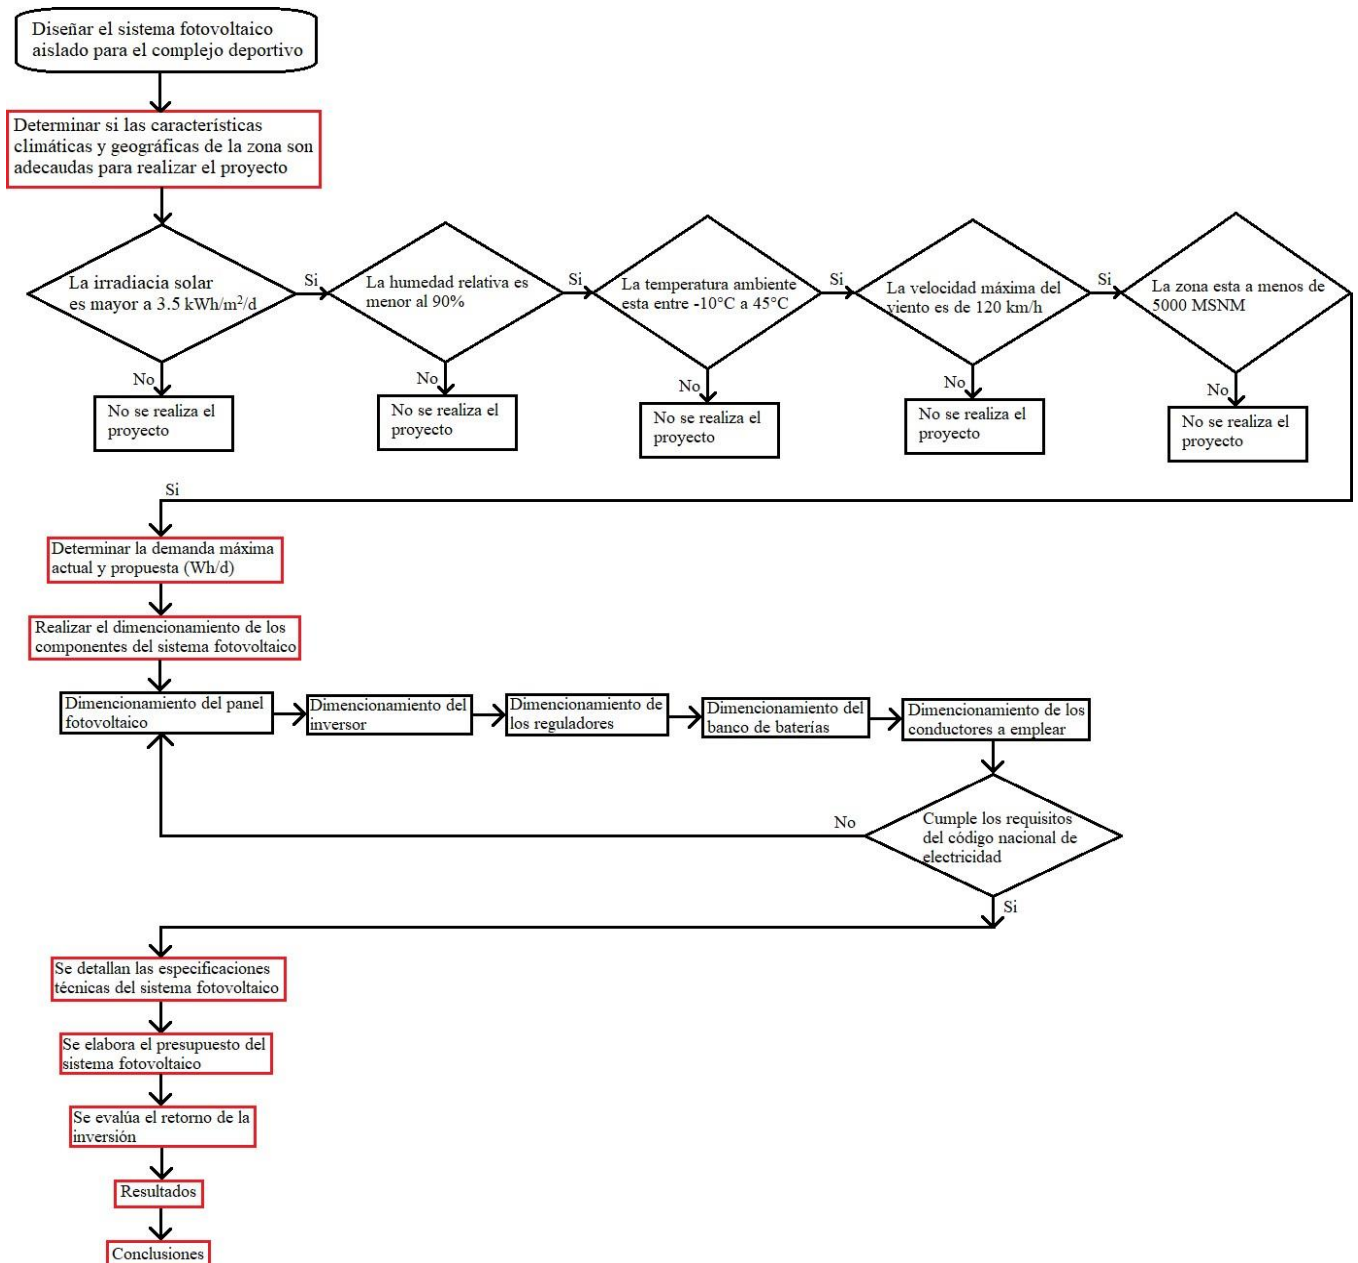 Diseñar el sistema fotovoltaico
aislado para el complejo deportivo
Determinar si las características
climáticas y geográficas de la zona son
adecaudas para realizar el proyecto
La irradiacia solar
es mayor a 3.5 kWh/m²/d
Si
La humedad relativa es
menor al 90%
Si
La temperatura ambiente
esta entre -10°C a 45°C
Si
La velocidad máxima del
viento es de 120 km/h
Si
La zona esta a menos de
5000 MSNM
No
No se realiza el
proyecto
No
No se realiza el
proyecto
No
No se realiza el
proyecto
No
No se realiza el
proyecto
No
No se realiza el
proyecto
Si
Determinar la demanda máxima
actual y propuesta (Wh/d)
Realizar el dimencionamiento de los
componentes del sistema fotovoltaico
Dimencionamiento del panel
fotovoltaico
Dimencionamiento del
inversor
Dimencionamiento de
los reguladores
Dimencionamiento del
banco de baterías
Dimencionamiento de los
conductores a emplear
No
Cumple los requisitos
del código nacional de
electricidad
Si
Se detallan las especificaciones
técnicas del sistema fotovoltaico
Se elabora el presupuesto del
sistema fotovoltaico
Se evalúa el retorno de la
inversión
Resultados
Conclusiones